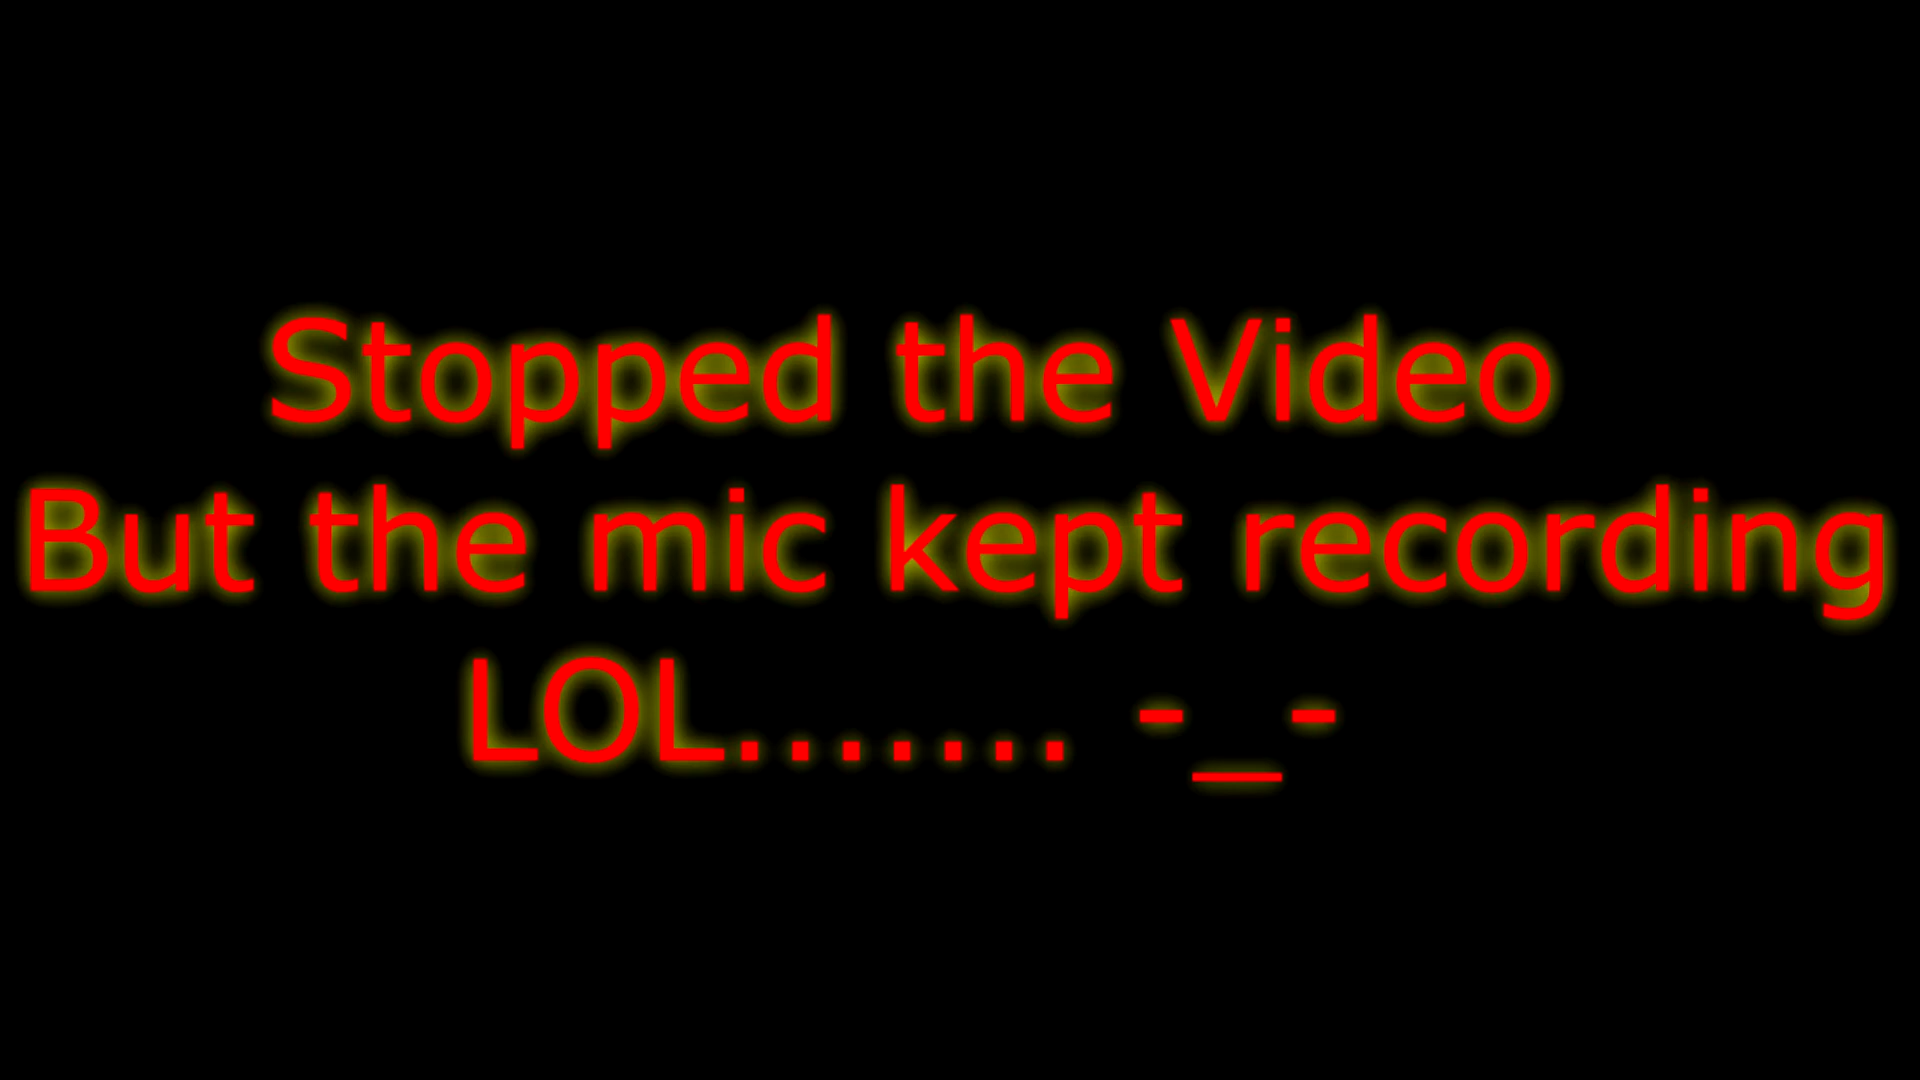 Stopped the Video
But the mic kept recording
LOL....... -_-